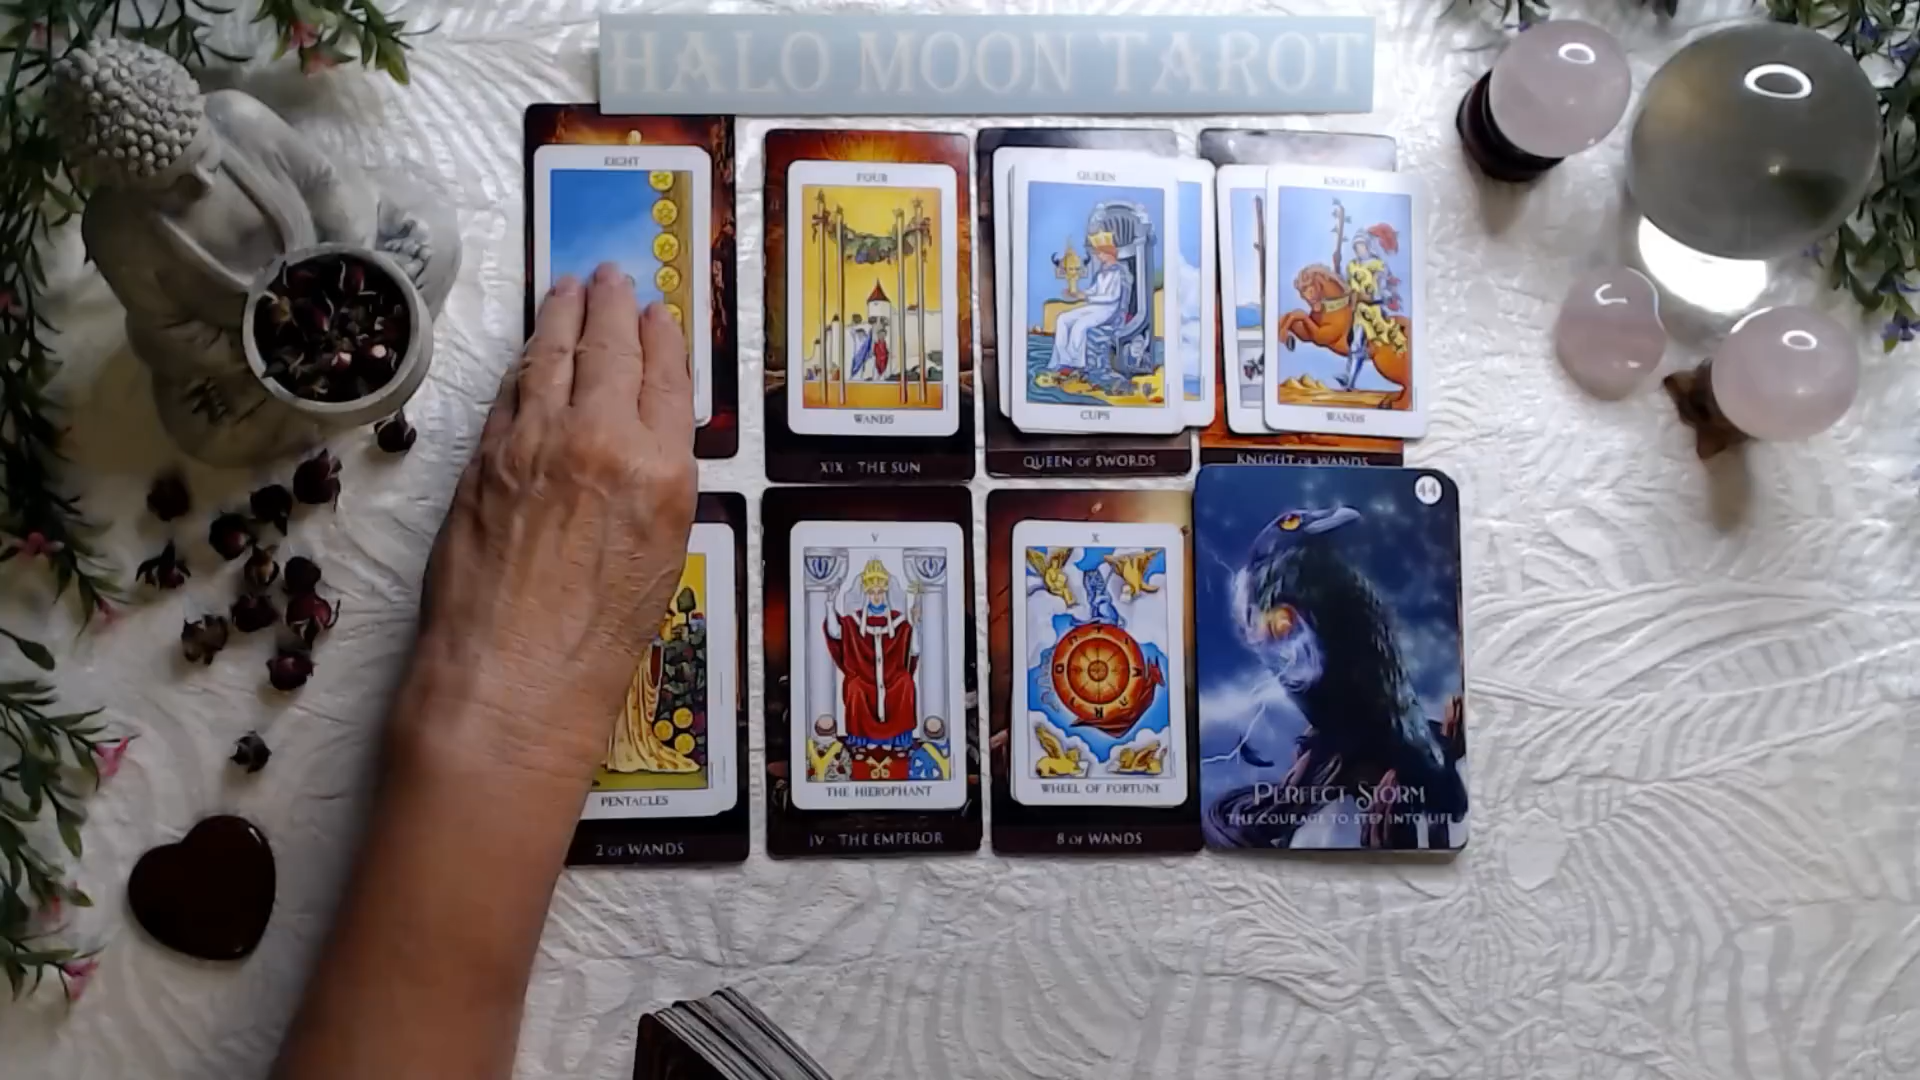 HALO MOON TAROT
EIGHT
FOUR
WANDS
XIX - THE SUN
QUEEN
CUPS
QUEEN OF SWORDS
KNIGHT
WANDS
KNIGHT OF WANDS
PENTACLES
2 OF WANDS
V
THE HIEROPHANT
IV - THE EMPEROR
X
WHEEL OF FORTUNE
8 OF WANDS
44
PERFECT STORM
THE COURAGE TO STEP INTO LIFE